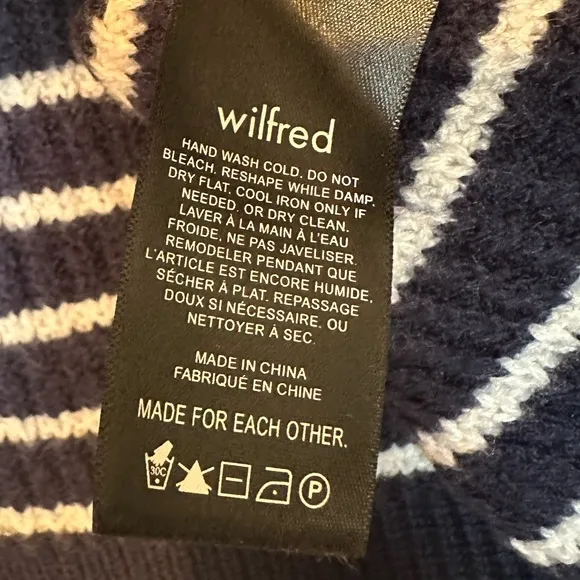 wilfred
HAND WASH COLD. DO NOT
BLEACH. RESHAPE WHILE DAMP.
DRY FLAT. COOL IRON ONLY IF
NEEDED. OR DRY CLEAN.
LAVER À LA MAIN À L'EAU
FROIDE. NE PAS JAVELISER.
REMODELER PENDANT QUE
L'ARTICLE EST ENCORE HUMIDE.
SÉCHER À PLAT. REPASSAGE
DOUX SI NÉCESSAIRE. OU
NETTOYER À SEC.
MADE IN CHINA
FABRIQUÉ EN CHINE
MADE FOR EACH OTHER.
30C P